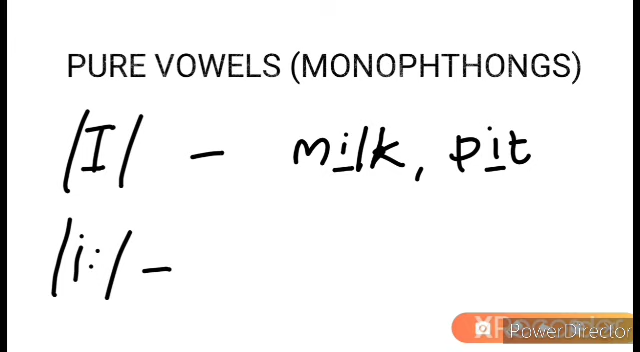 PURE VOWELS (MONOPHTHONGS)
/I/ - milk, pit
/i:/ -
PowerDirector